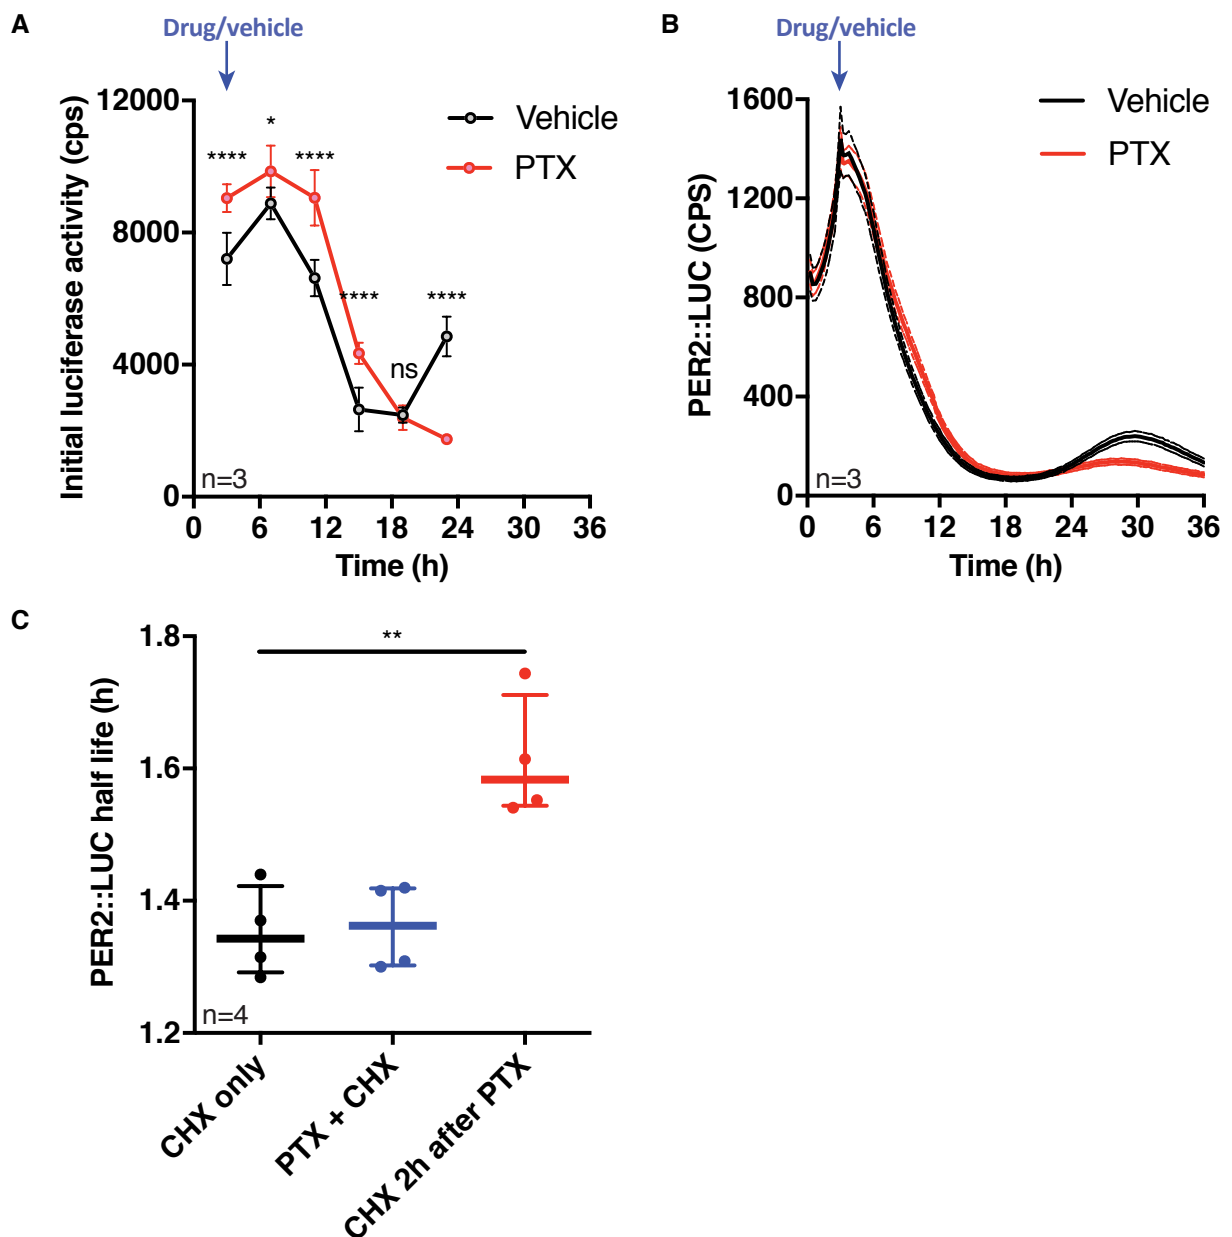 A
Drug/vehicle
Initial luciferase activity (cps)
12000
8000
4000
0
****
*
****
****
ns
****
Vehicle
PTX
n=3
0 6 12 18 24 30 36
Time (h)
B
Drug/vehicle
PER2::LUC (CPS)
1600
1200
800
400
0
Vehicle
PTX
n=3
0 6 12 18 24 30 36
Time (h)
C
PER2::LUC half life (h)
1.8
1.6
1.4
1.2
**
n=4
CHX only
PTX + CHX
CHX 2h after PTX